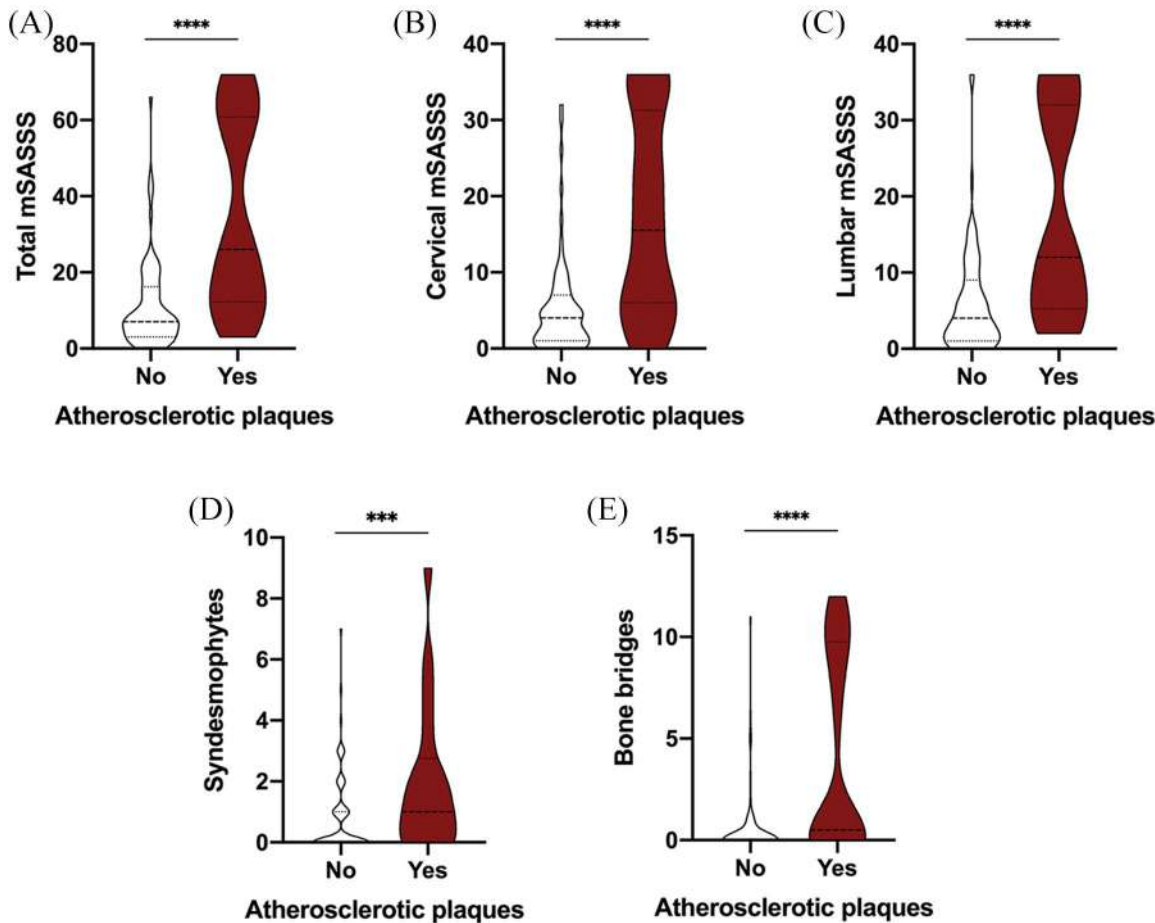 (A)
****
80
60
40
20
0
Total mSASSS
No Yes
Atherosclerotic plaques
(B)
****
40
30
20
10
0
Cervical mSASSS
No Yes
Atherosclerotic plaques
(C)
****
40
30
20
10
0
Lumbar mSASSS
No Yes
Atherosclerotic plaques
(D)
***
10
8
6
4
2
0
Syndesmophytes
No Yes
Atherosclerotic plaques
(E)
****
15
10
5
0
Bone bridges
No Yes
Atherosclerotic plaques